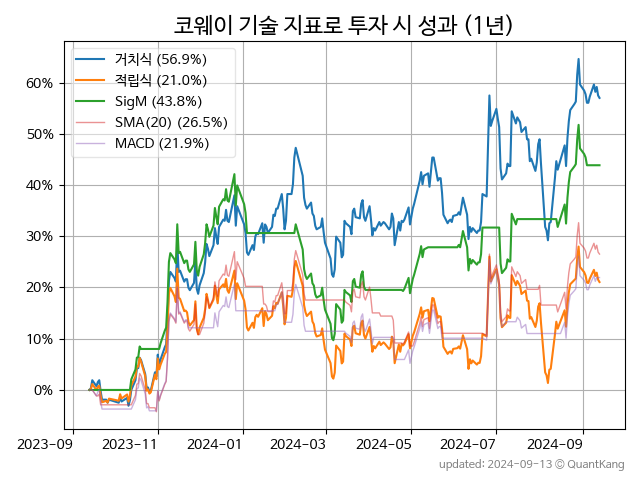 코웨이 기술 지표로 투자 시 성과 (1년)
거치식 (56.9%)
적립식 (21.0%)
SigM (43.8%)
SMA(20) (26.5%)
MACD (21.9%)
60%
50%
40%
30%
20%
10%
0%
2023-09 2023-11 2024-01 2024-03 2024-05 2024-07 2024-09
updated: 2024-09-13 ⓒ QuantKang